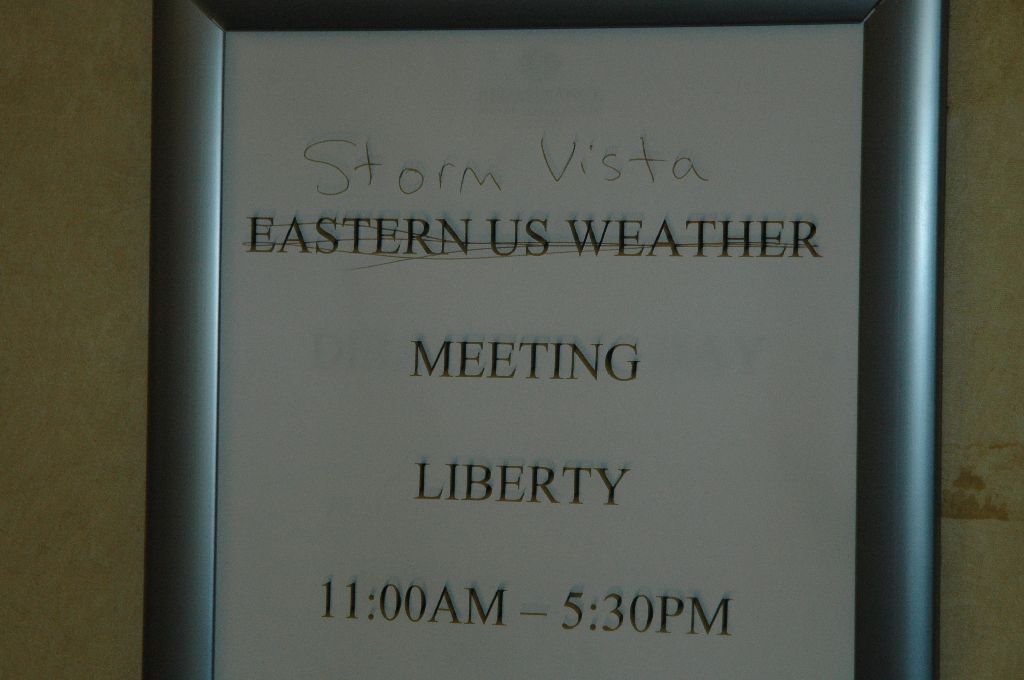 Storm Vista
EASTERN US WEATHER
MEETING
LIBERTY
11:00AM – 5:30PM